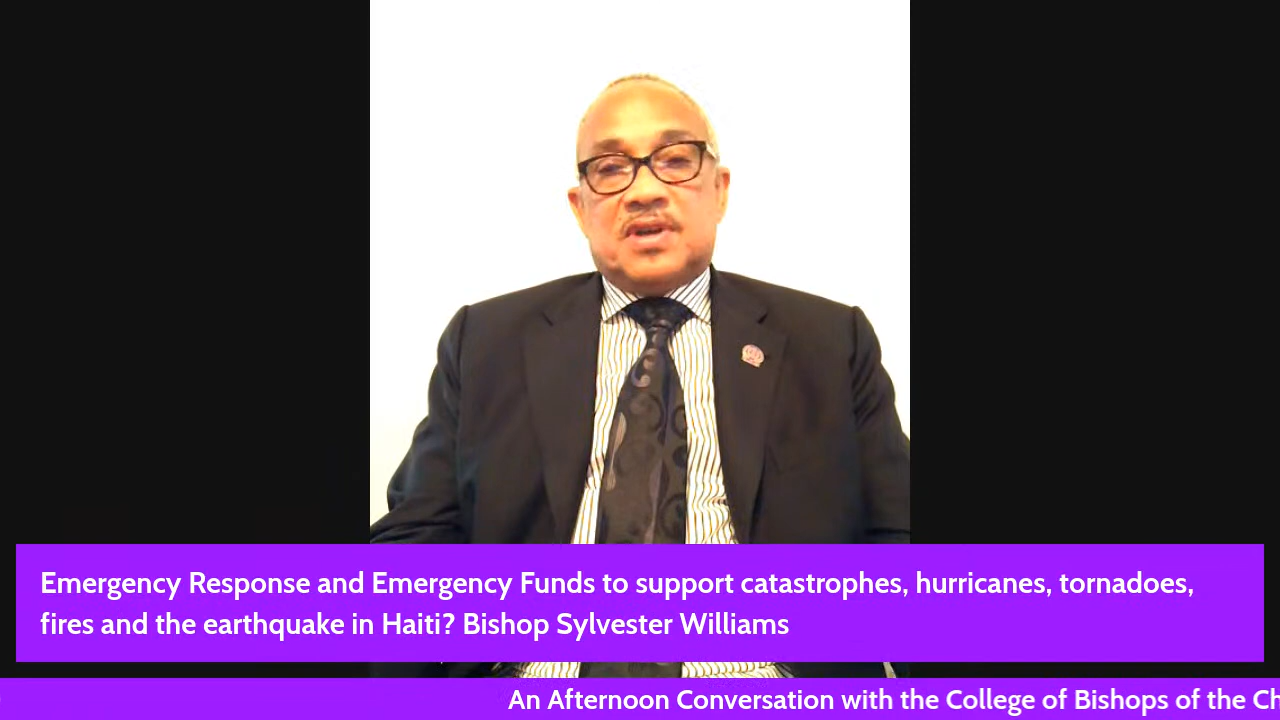 Emergency Response and Emergency Funds to support catastrophes, hurricanes, tornadoes,
fires and the earthquake in Haiti? Bishop Sylvester Williams
An Afternoon Conversation with the College of Bishops of the Ch